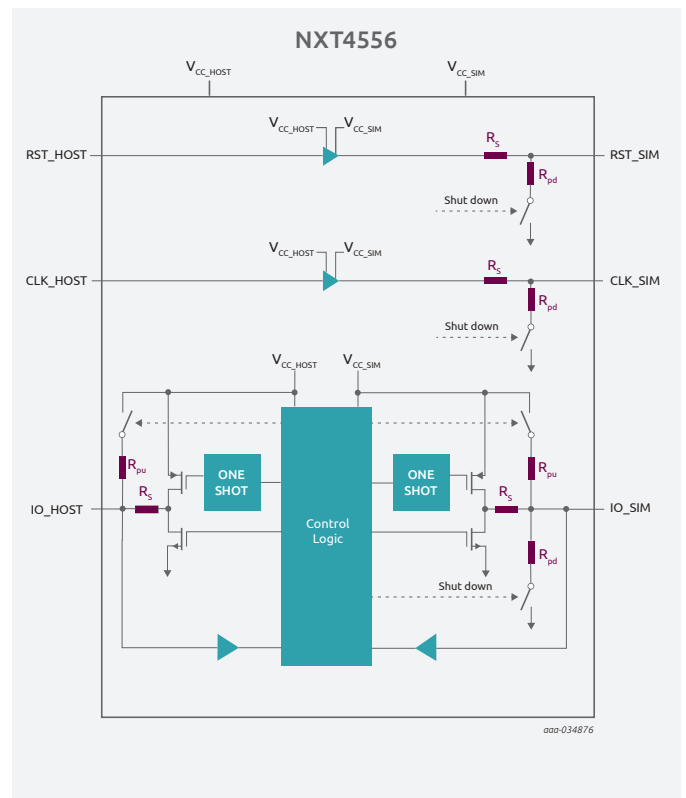 NXT4556
VCC_HOST
VCC_SIM
VCC_HOST
VCC_SIM
RST_HOST
Rs
RST_SIM
Rpd
Shut down
VCC_HOST
VCC_SIM
CLK_HOST
Rs
CLK_SIM
Rpd
Shut down
VCC_HOST
VCC_SIM
Rpu
ONE
SHOT
ONE
SHOT
Rpu
IO_HOST
Rs
Control
Logic
Rs
IO_SIM
Rpd
Shut down
aaa-034876